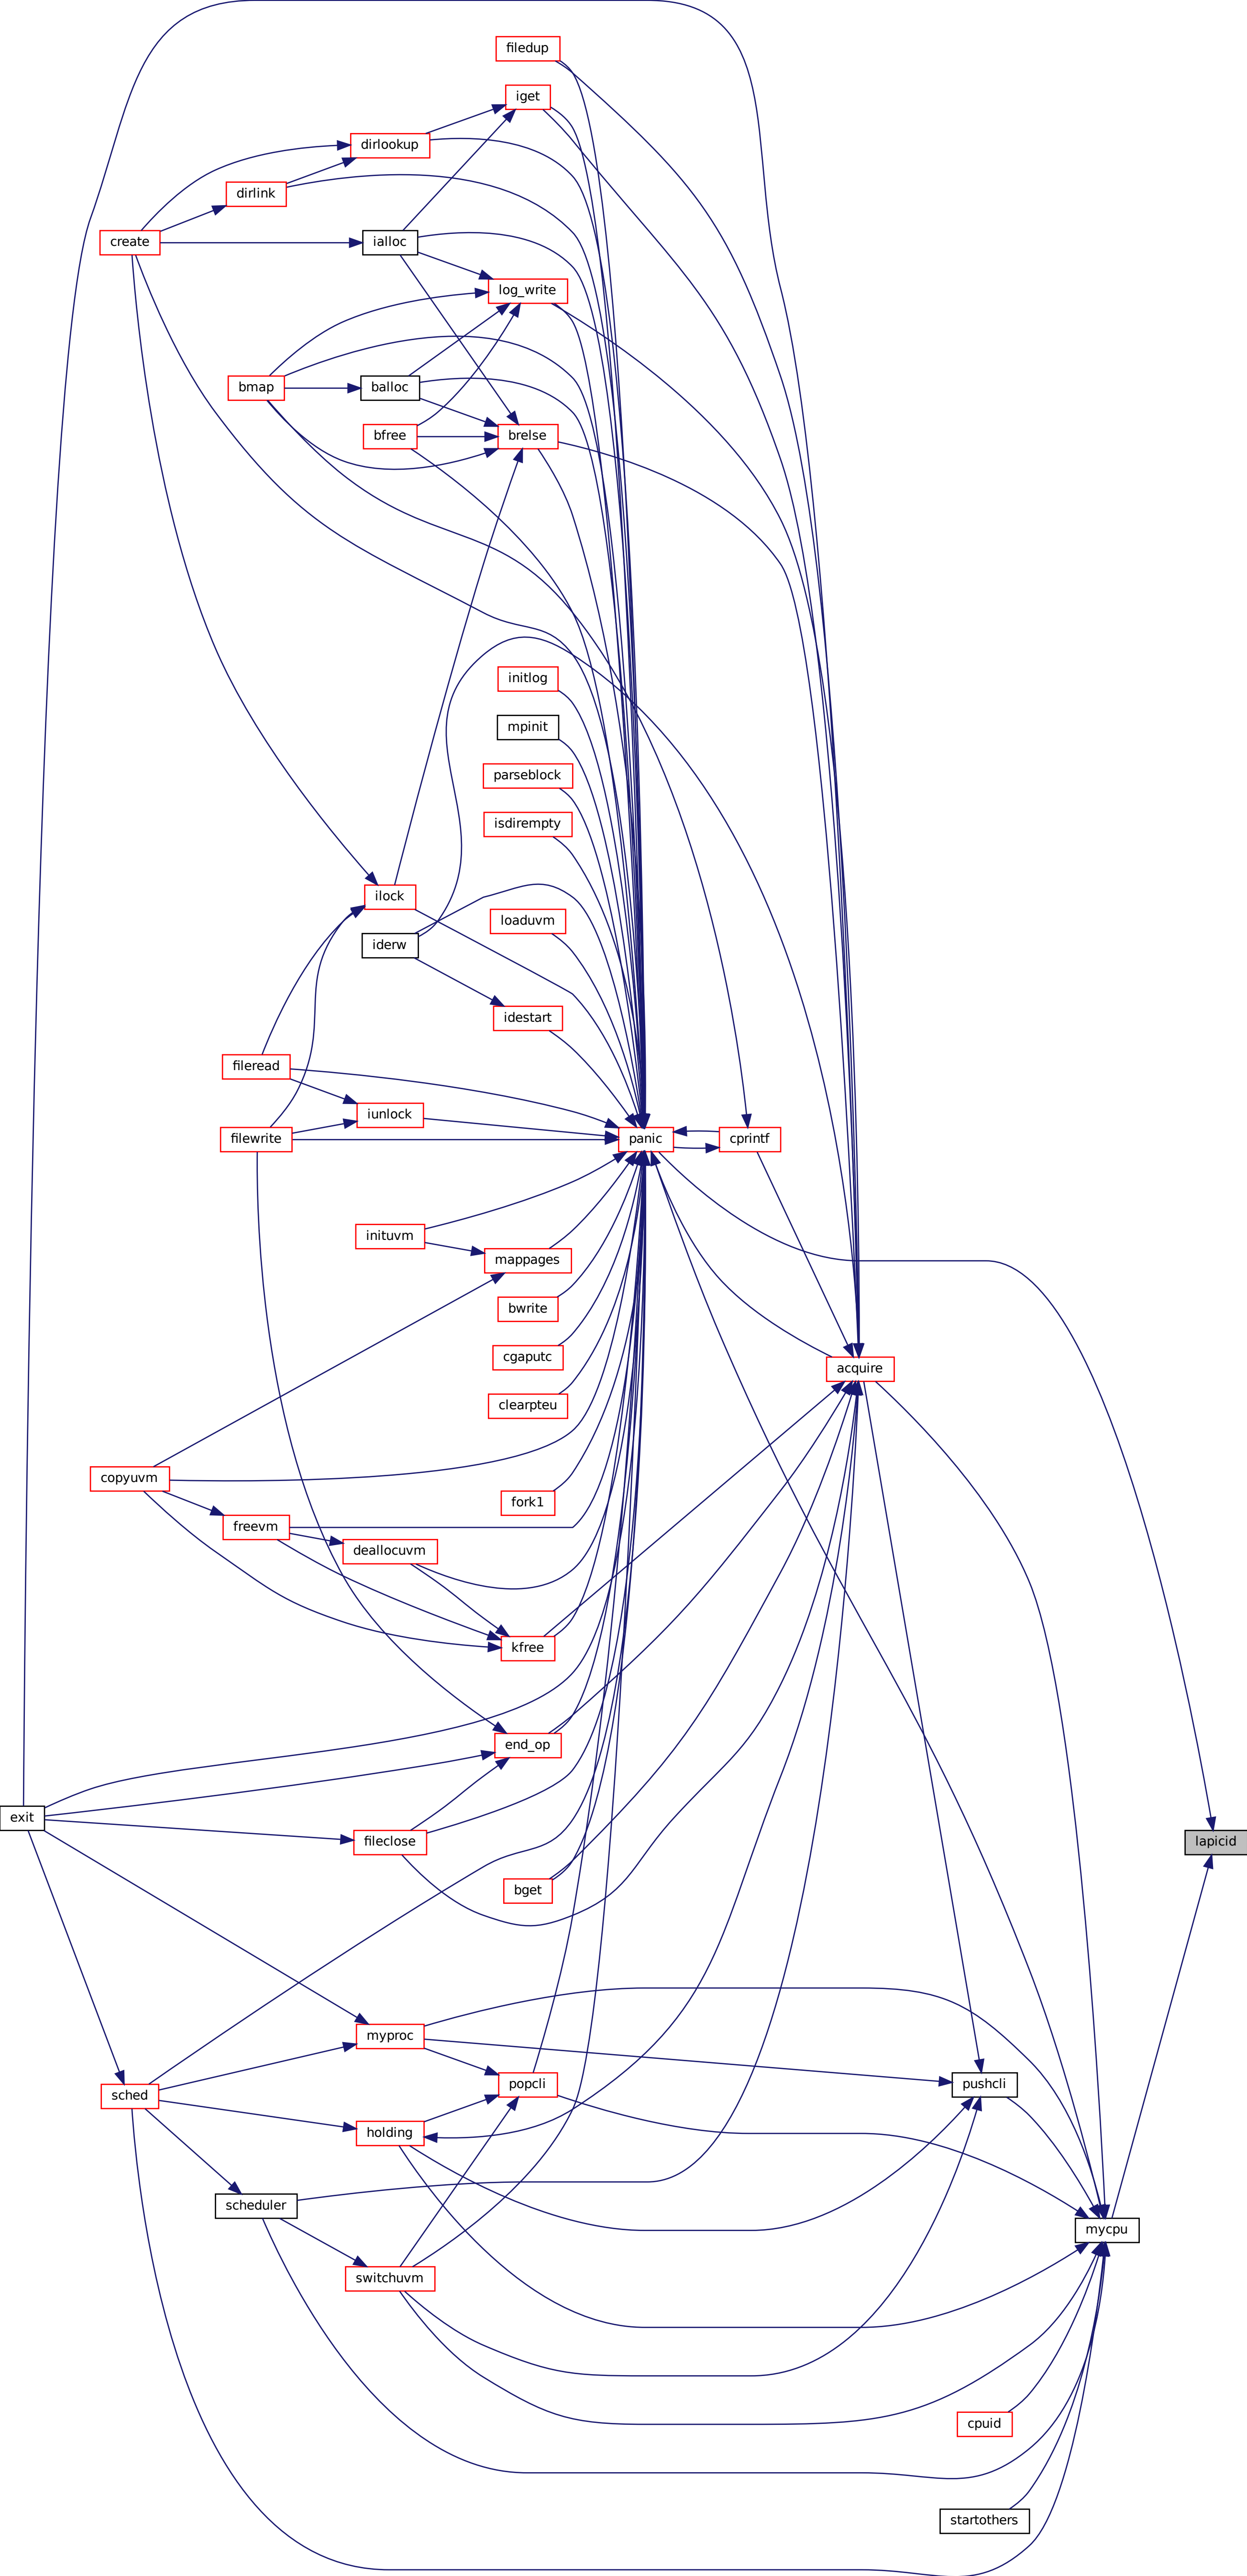 filedup
iget
dirlookup
dirlink
create
ialloc
log_write
bmap
balloc
bfree
brelse
initlog
mpinit
parseblock
isdirempty
ilock
loaduvm
iderw
idestart
fileread
iunlock
filewrite
panic
cprintf
inituvm
mappages
bwrite
cgaputc
acquire
clearpteu
copyuvm
fork1
freevm
deallocuvm
kfree
end_op
exit
fileclose
lapicid
bget
myproc
popcli
pushcli
sched
holding
scheduler
mycpu
switchuvm
cpuid
startothers